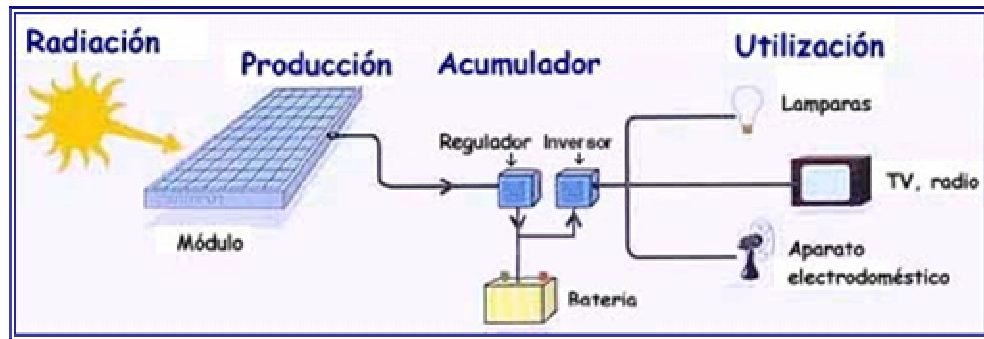 Radiación
Producción
Acumulador
Utilización
Lamparas
Regulador
Inversor
TV, radio
Módulo
Aparato
electrodoméstico
Bateria